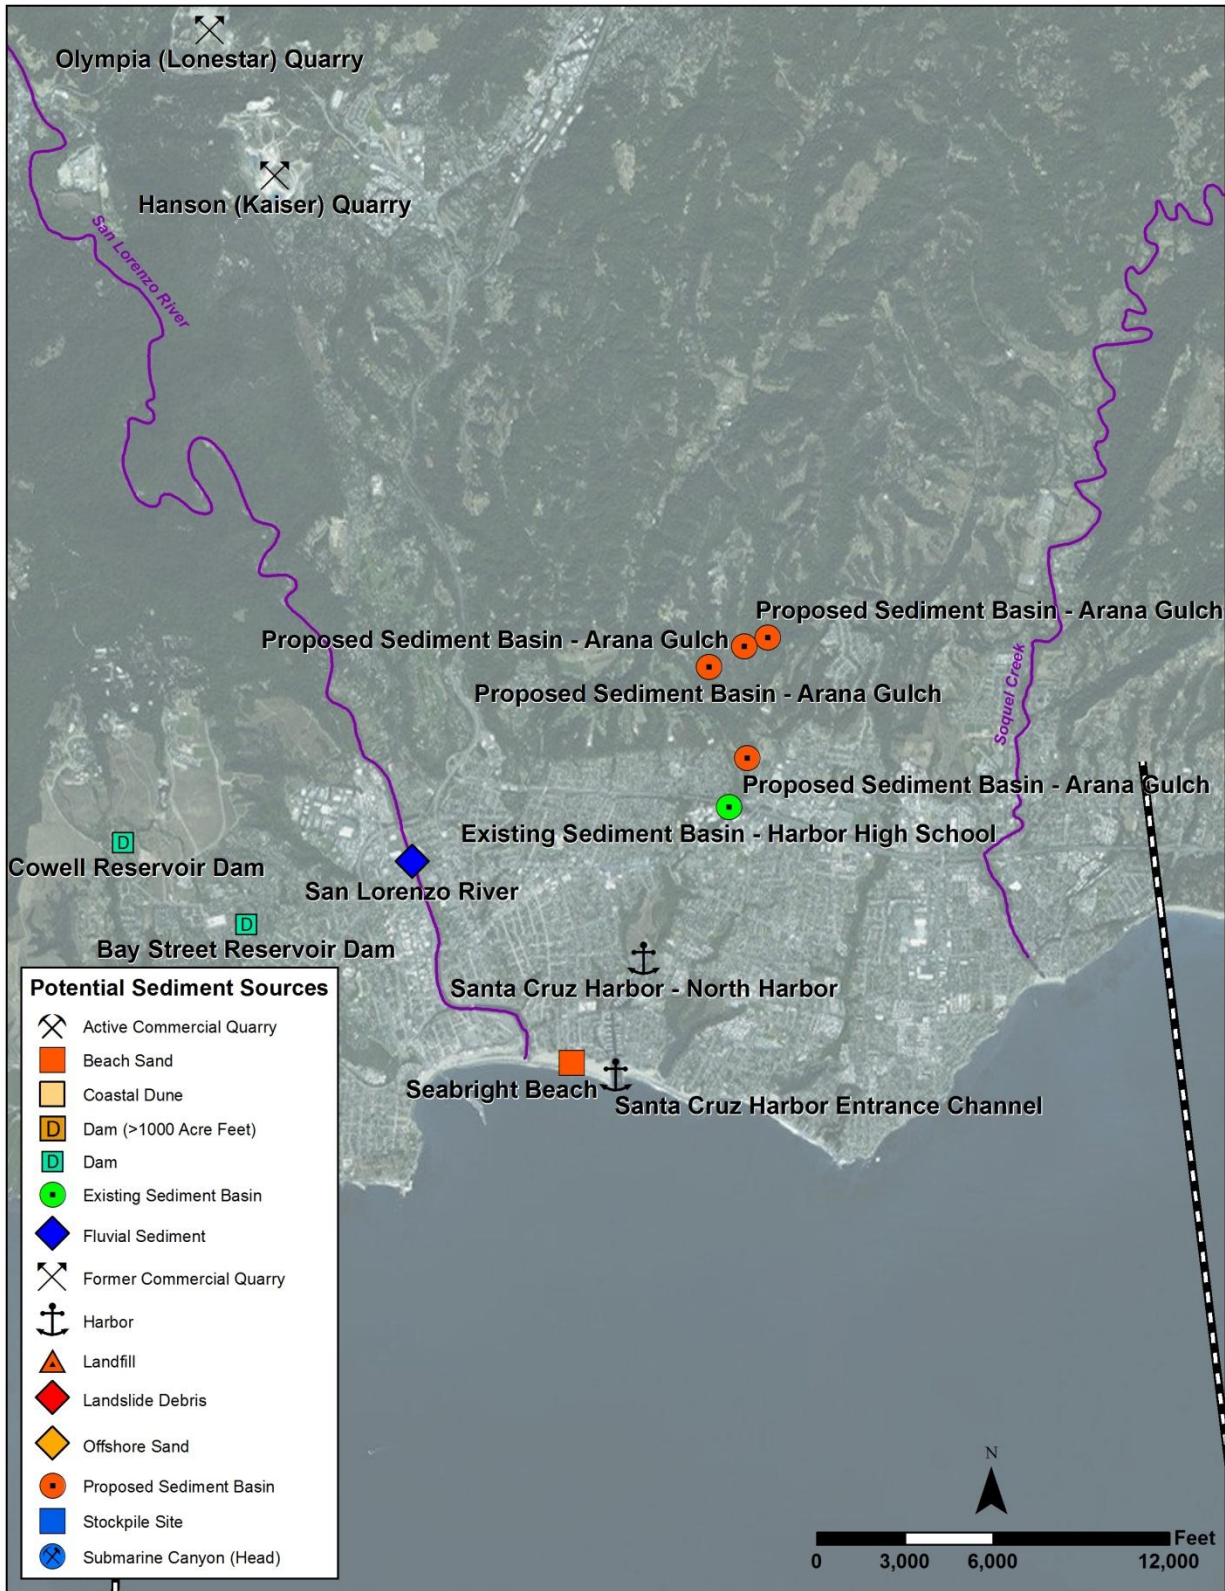 Olympia (Lonestar) Quarry
Hanson (Kaiser) Quarry
San Lorenzo River
Proposed Sediment Basin - Arana Gulch
Proposed Sediment Basin - Arana Gulch
Proposed Sediment Basin - Arana Gulch
Soquel Creek
Proposed Sediment Basin - Arana Gulch
Existing Sediment Basin - Harbor High School
D
Cowell Reservoir Dam
San Lorenzo River
D
Bay Street Reservoir Dam
Santa Cruz Harbor - North Harbor
Seabright Beach
Santa Cruz Harbor Entrance Channel
Potential Sediment Sources
Active Commercial Quarry
Beach Sand
Coastal Dune
D Dam (>1000 Acre Feet)
D Dam
Existing Sediment Basin
Fluvial Sediment
Former Commercial Quarry
Harbor
Landfill
Landslide Debris
Offshore Sand
Proposed Sediment Basin
Stockpile Site
Submarine Canyon (Head)
N
Feet
0 3,000 6,000 12,000